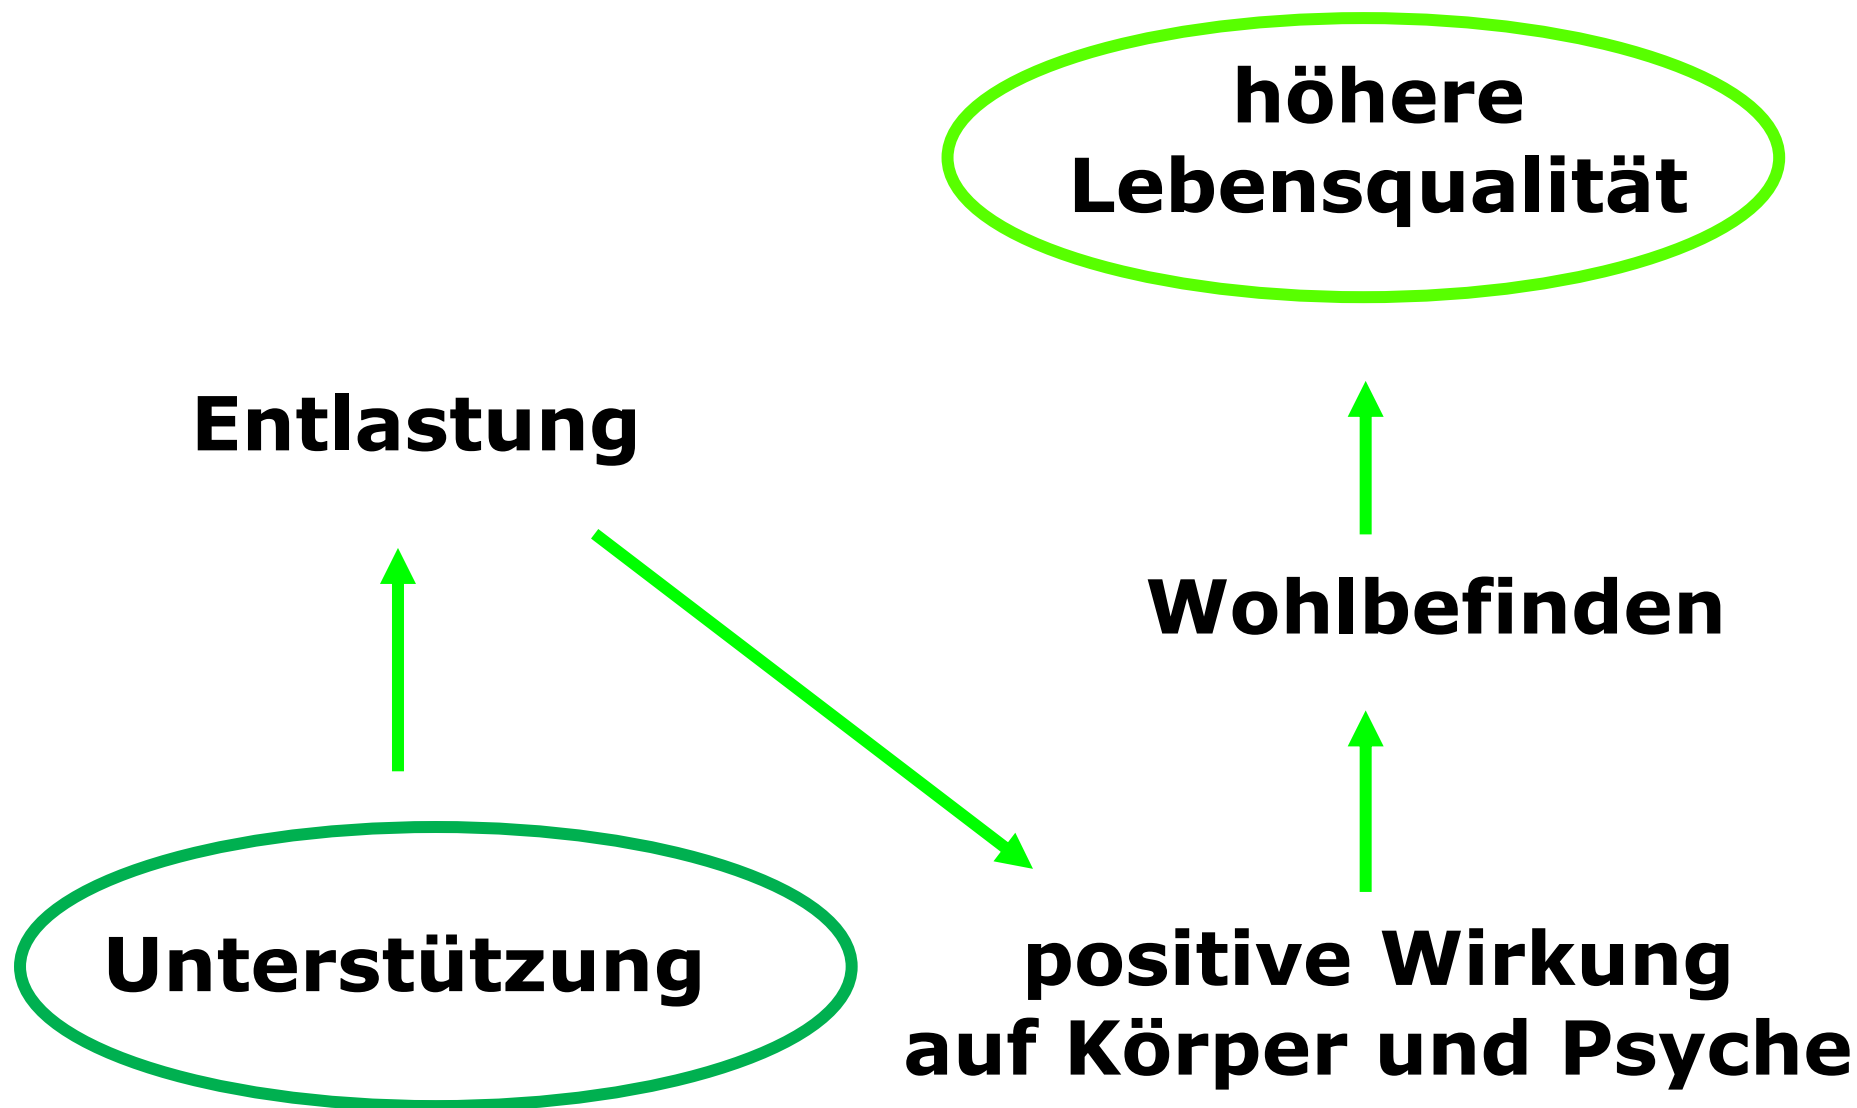 höhere
Lebensqualität
Entlastung
Wohlbefinden
Unterstützung
positive Wirkung
auf Körper und Psyche